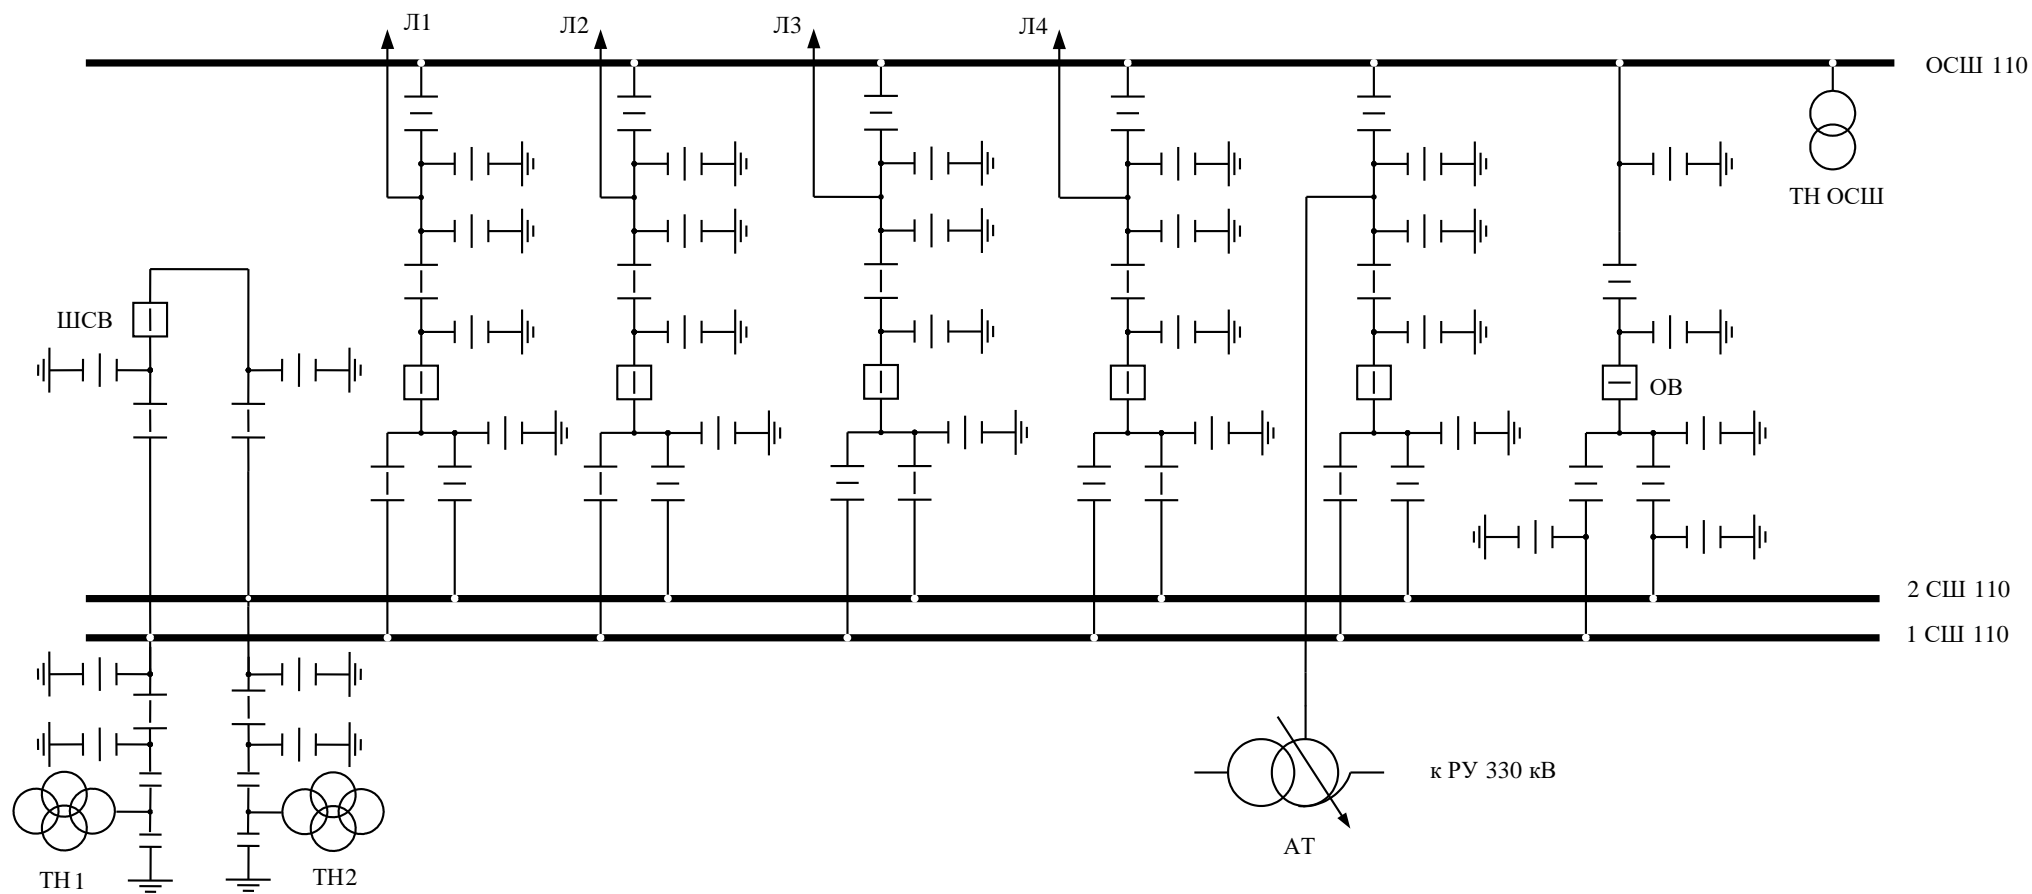 Л1
Л2
Л3
Л4
ОСШ 110
ТН ОСШ
ШСВ
ОВ
2 СШ 110
1 СШ 110
к РУ 330 кВ
АТ
ТН1
ТН2